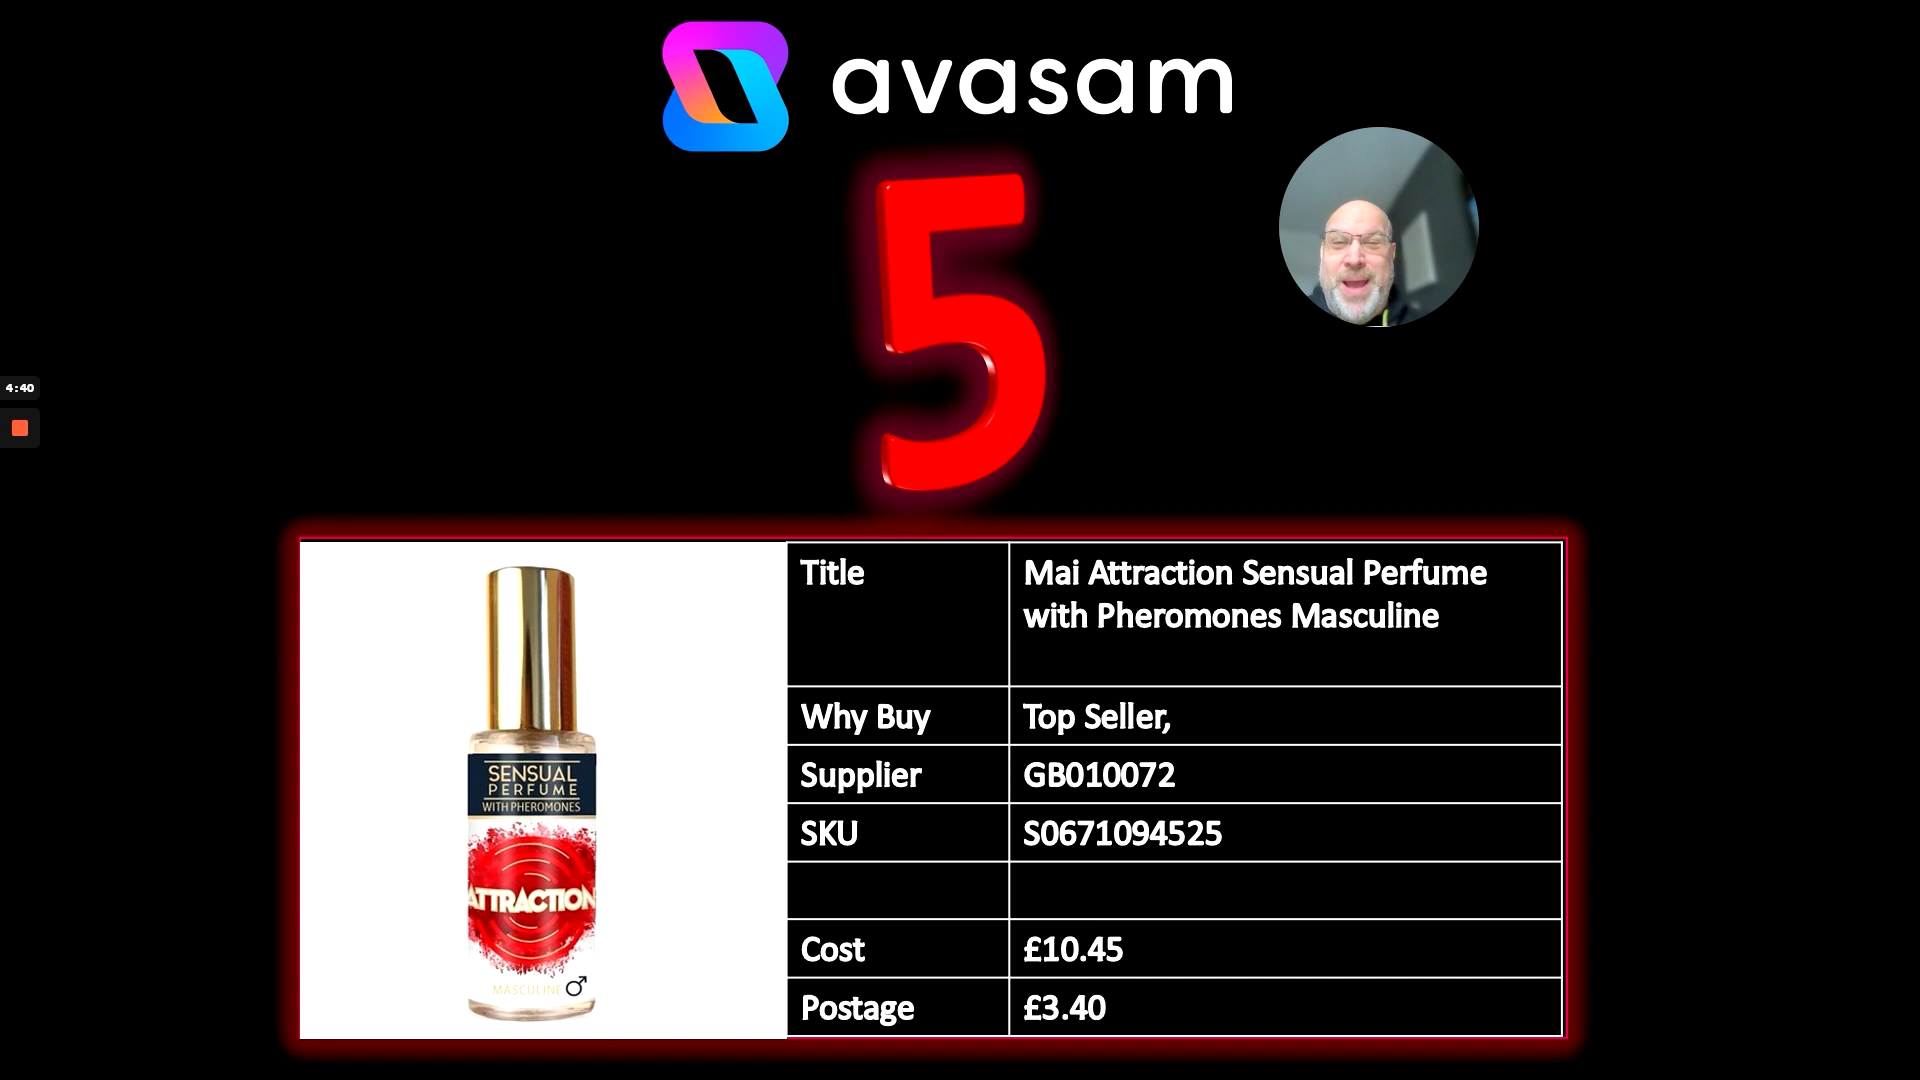 avasam
5
4:40
SENSUAL
PERFUME
WITH PHEROMONES
ATTRACTION
MASCULINE
Title
Mai Attraction Sensual Perfume
with Pheromones Masculine
Why Buy
Top Seller,
Supplier
GB010072
SKU
S0671094525
Cost
£10.45
Postage
£3.40